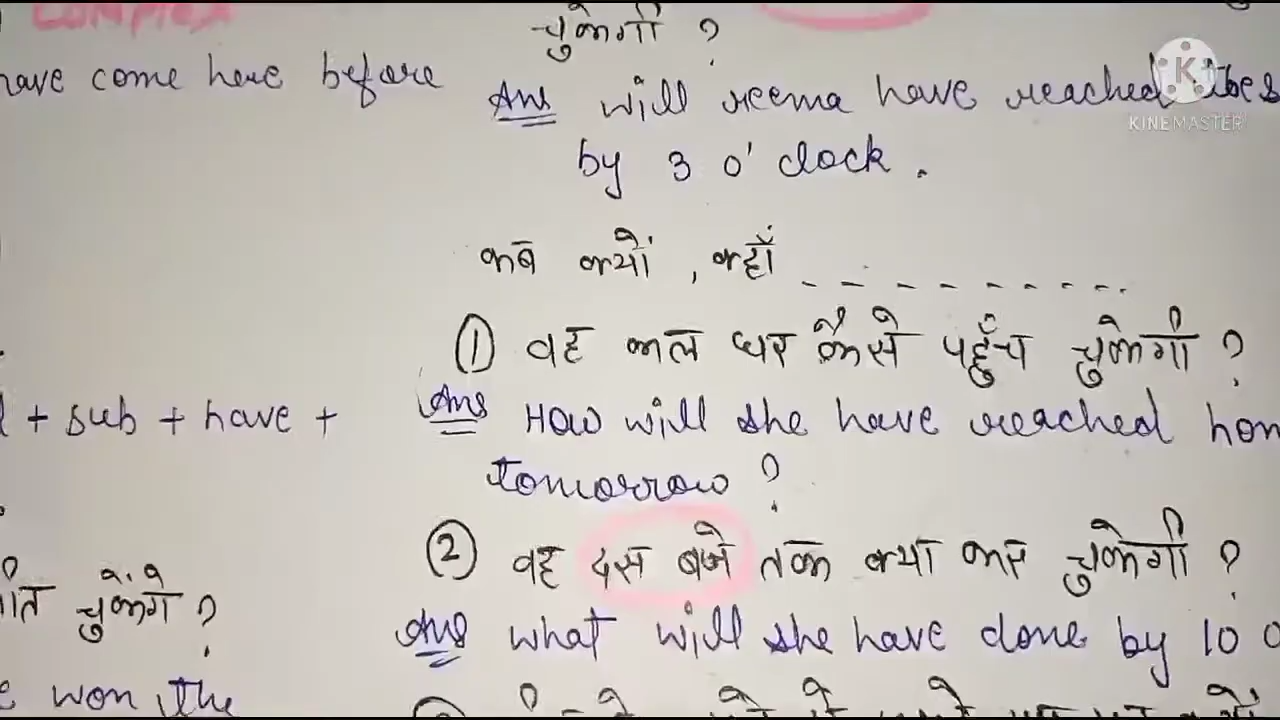 COMPLEX
have come here before
+ sub + have +
चुकेंगे ?
won the
चुकेगी ?
Ans will reema have reached
by 3 o'clock .
कब क्यों , कहाँ - - - - - - - - - -
① वह कल घर कैसे पहुँच चुकेगी ?
Ans How will she have reached hom
tomorrow ?
② वह दस बजे तक क्या कर चुकेगी ?
Ans what will she have done by 10 o
KINEMASTER